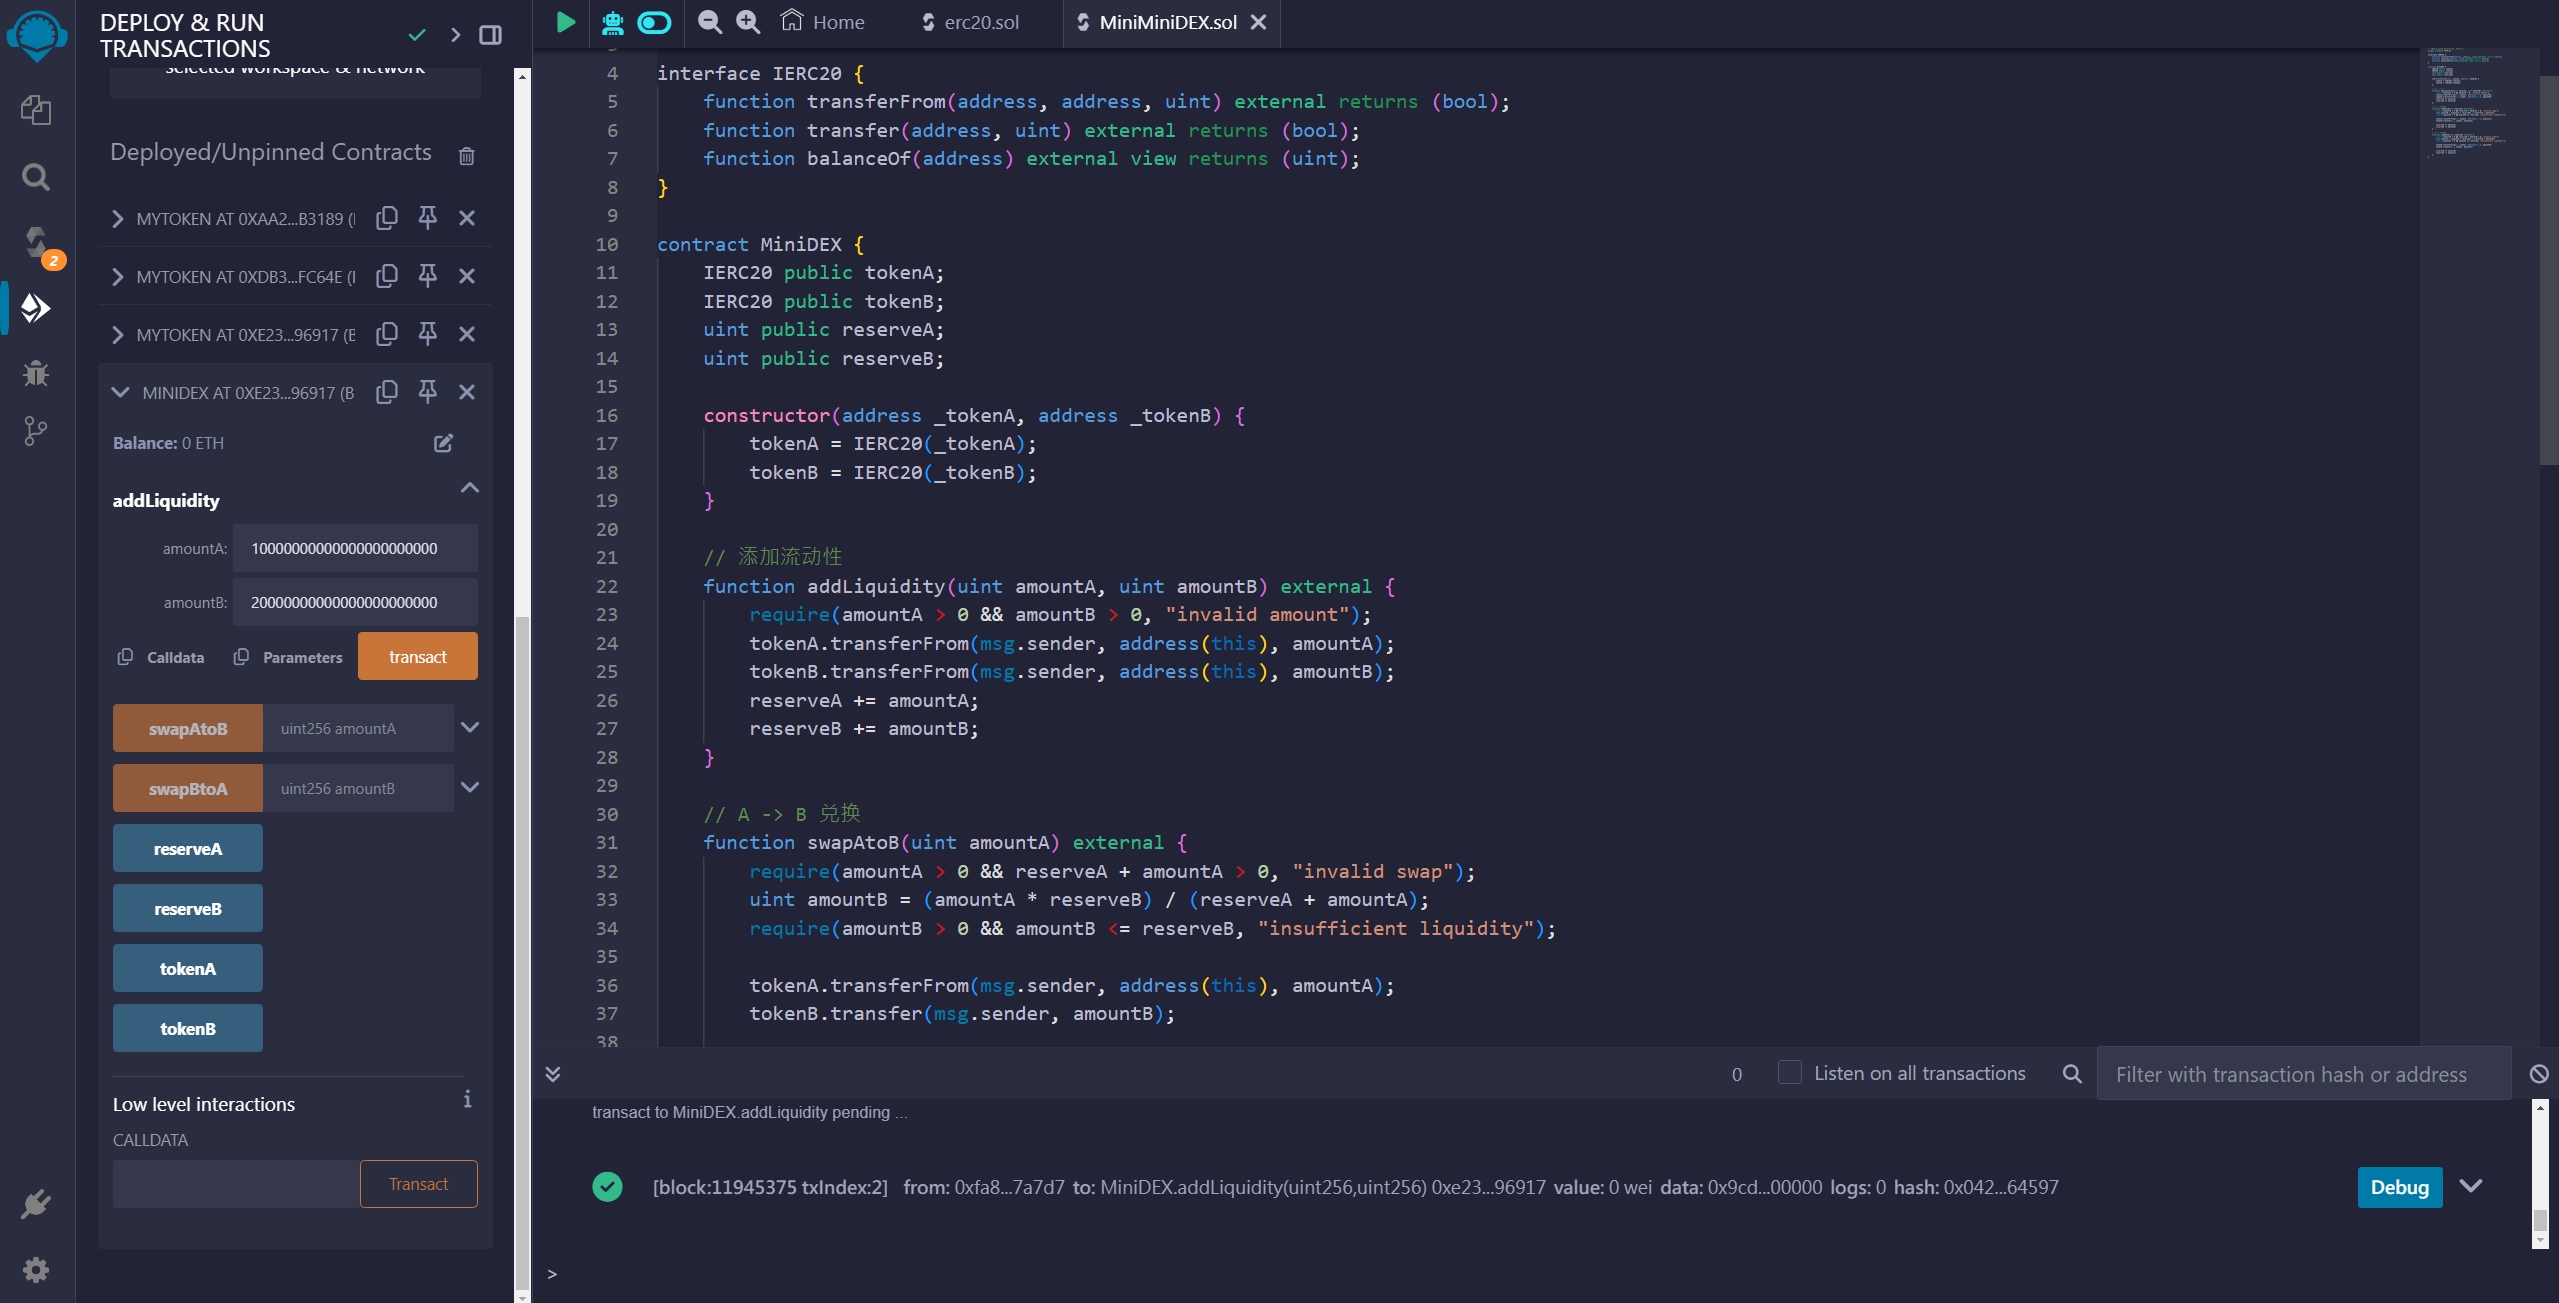 DEPLOY & RUN
TRANSACTIONS
selected workspace & network
Deployed/Unpinned Contracts
MYTOKEN AT 0XAA2...B3189 (
MYTOKEN AT 0XDB3...FC64E (
MYTOKEN AT 0XE23...96917 (E
MINIDEX AT 0XE23...96917 (B
Balance: 0 ETH
addLiquidity
amountA:
amountB:
Calldata
Parameters
transact
swapAtoB
uint256 amountA
swapBtoA
uint256 amountB
reserveA
reserveB
tokenA
tokenB
Low level interactions
i
CALLDATA
Transact
2
Home
erc20.sol
MiniMiniDEX.sol
4 interface IERC20 {
5 function transferFrom(address, address, uint) external returns (bool);
6 function transfer(address, uint) external returns (bool);
7 function balanceOf(address) external view returns (uint);
8 }
9
10 contract MiniDEX {
11 IERC20 public tokenA;
12 IERC20 public tokenB;
13 uint public reserveA;
14 uint public reserveB;
15
16 constructor(address _tokenA, address _tokenB) {
17 tokenA = IERC20(_tokenA);
18 tokenB = IERC20(_tokenB);
19 }
20
21 // 添加流动性
22 function addLiquidity(uint amountA, uint amountB) external {
23 require(amountA > 0 && amountB > 0, "invalid amount");
24 tokenA.transferFrom(msg.sender, address(this), amountA);
25 tokenB.transferFrom(msg.sender, address(this), amountB);
26 reserveA += amountA;
27 reserveB += amountB;
28 }
29
30 // A -> B 兑换
31 function swapAtoB(uint amountA) external {
32 require(amountA > 0 && reserveA + amountA > 0, "invalid swap");
33 uint amountB = (amountA * reserveB) / (reserveA + amountA);
34 require(amountB > 0 && amountB <= reserveB, "insufficient liquidity");
35
36 tokenA.transferFrom(msg.sender, address(this), amountA);
37 tokenB.transfer(msg.sender, amountB);
38
0
Listen on all transactions
Filter with transaction hash or address
transact to MiniDEX.addLiquidity pending ...
[block:11945375 txIndex:2] from: 0xfa8...7a7d7 to: MiniDEX.addLiquidity(uint256,uint256) 0xe23...96917 value: 0 wei data: 0x9cd...00000 logs: 0 hash: 0x042...64597
Debug
>